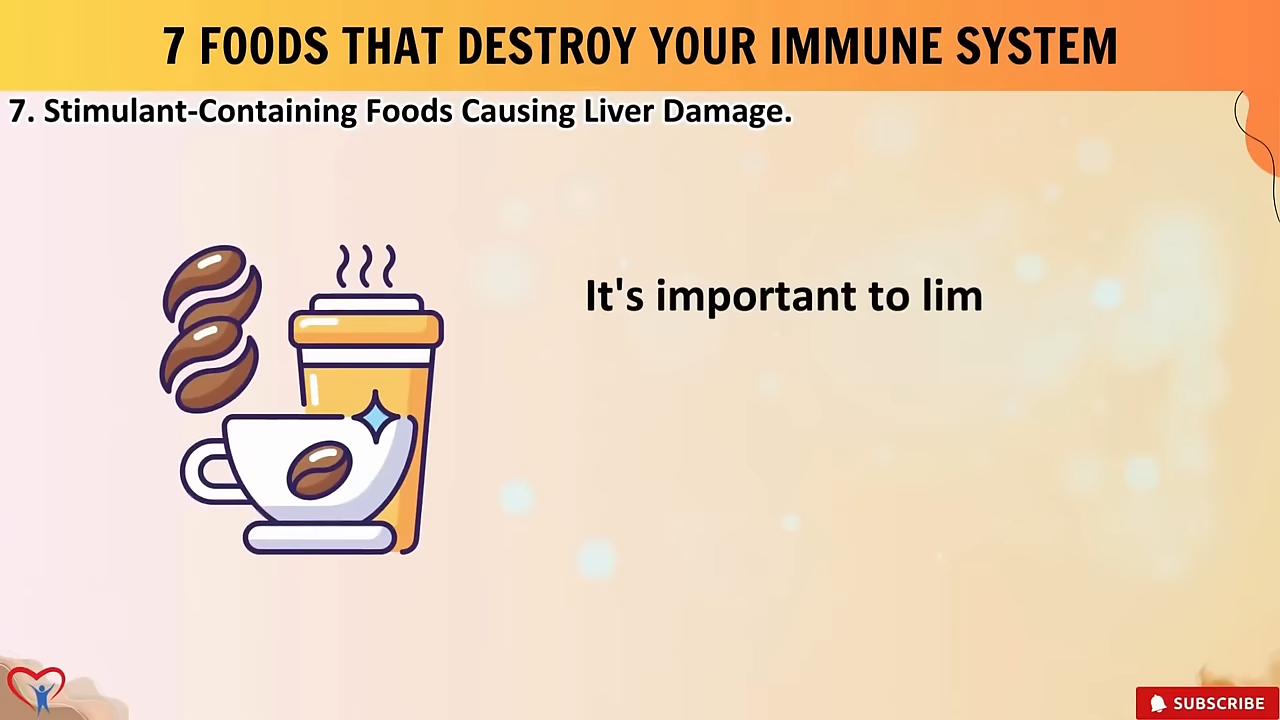 7 FOODS THAT DESTROY YOUR IMMUNE SYSTEM
7. Stimulant-Containing Foods Causing Liver Damage.
It's important to lim
SUBSCRIBE